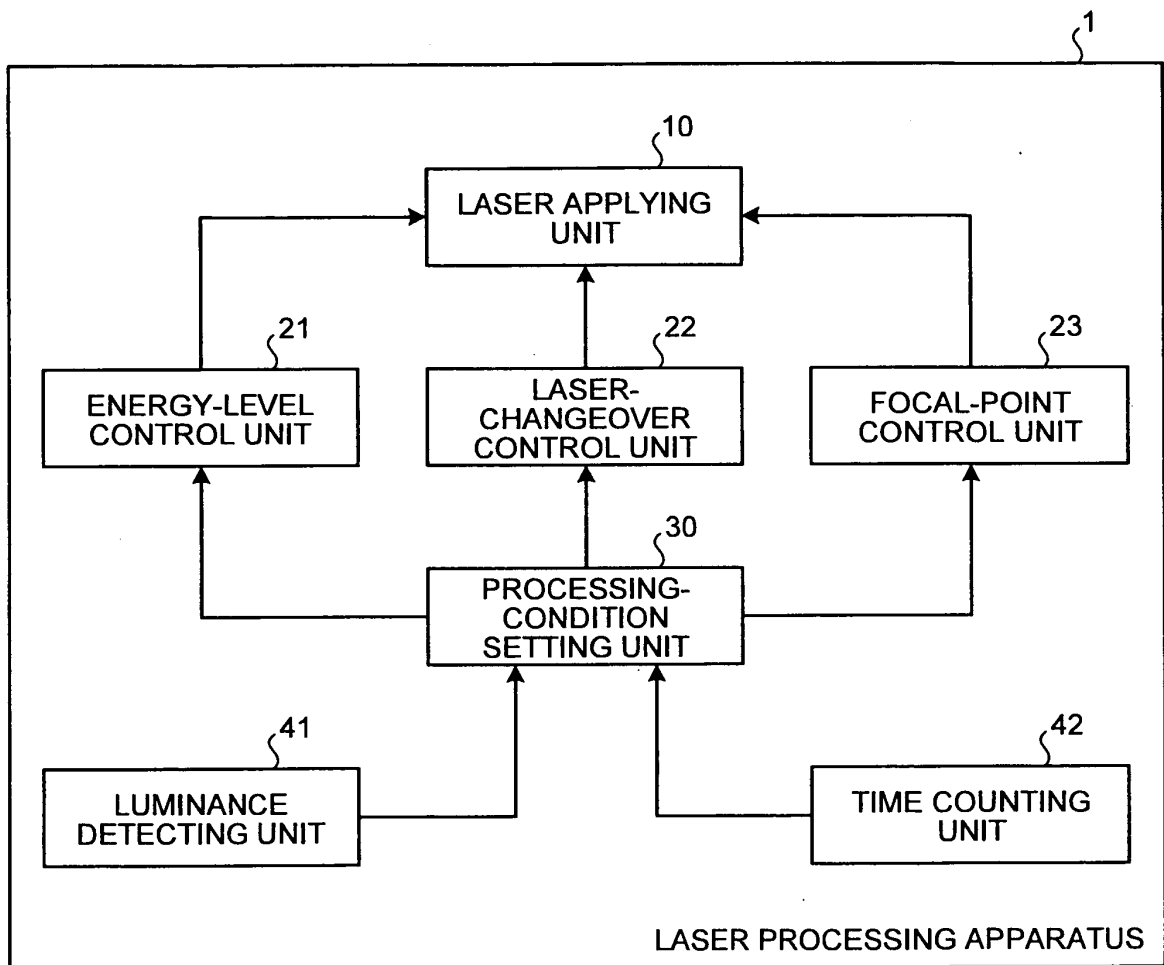 1
10
LASER APPLYING
UNIT
21
22
23
ENERGY-LEVEL
CONTROL UNIT
LASER-
CHANGEOVER
CONTROL UNIT
FOCAL-POINT
CONTROL UNIT
30
PROCESSING-
CONDITION
SETTING UNIT
41
42
LUMINANCE
DETECTING UNIT
TIME COUNTING
UNIT
LASER PROCESSING APPARATUS